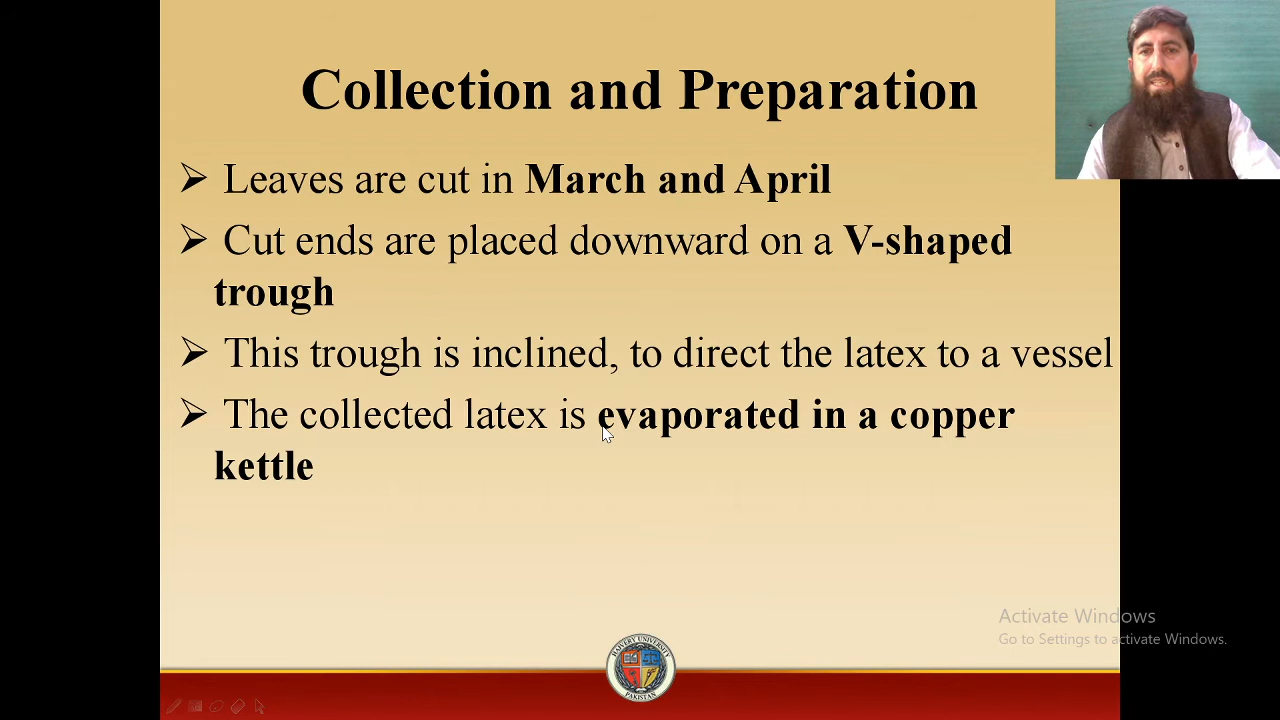 Collection and Preparation
➢ Leaves are cut in March and April
➢ Cut ends are placed downward on a V-shaped
trough
➢ This trough is inclined, to direct the latex to a vessel
➢ The collected latex is evaporated in a copper
kettle
Activate Windows
Go to Settings to activate Windows.
UNIVERSITY
PAKISTAN